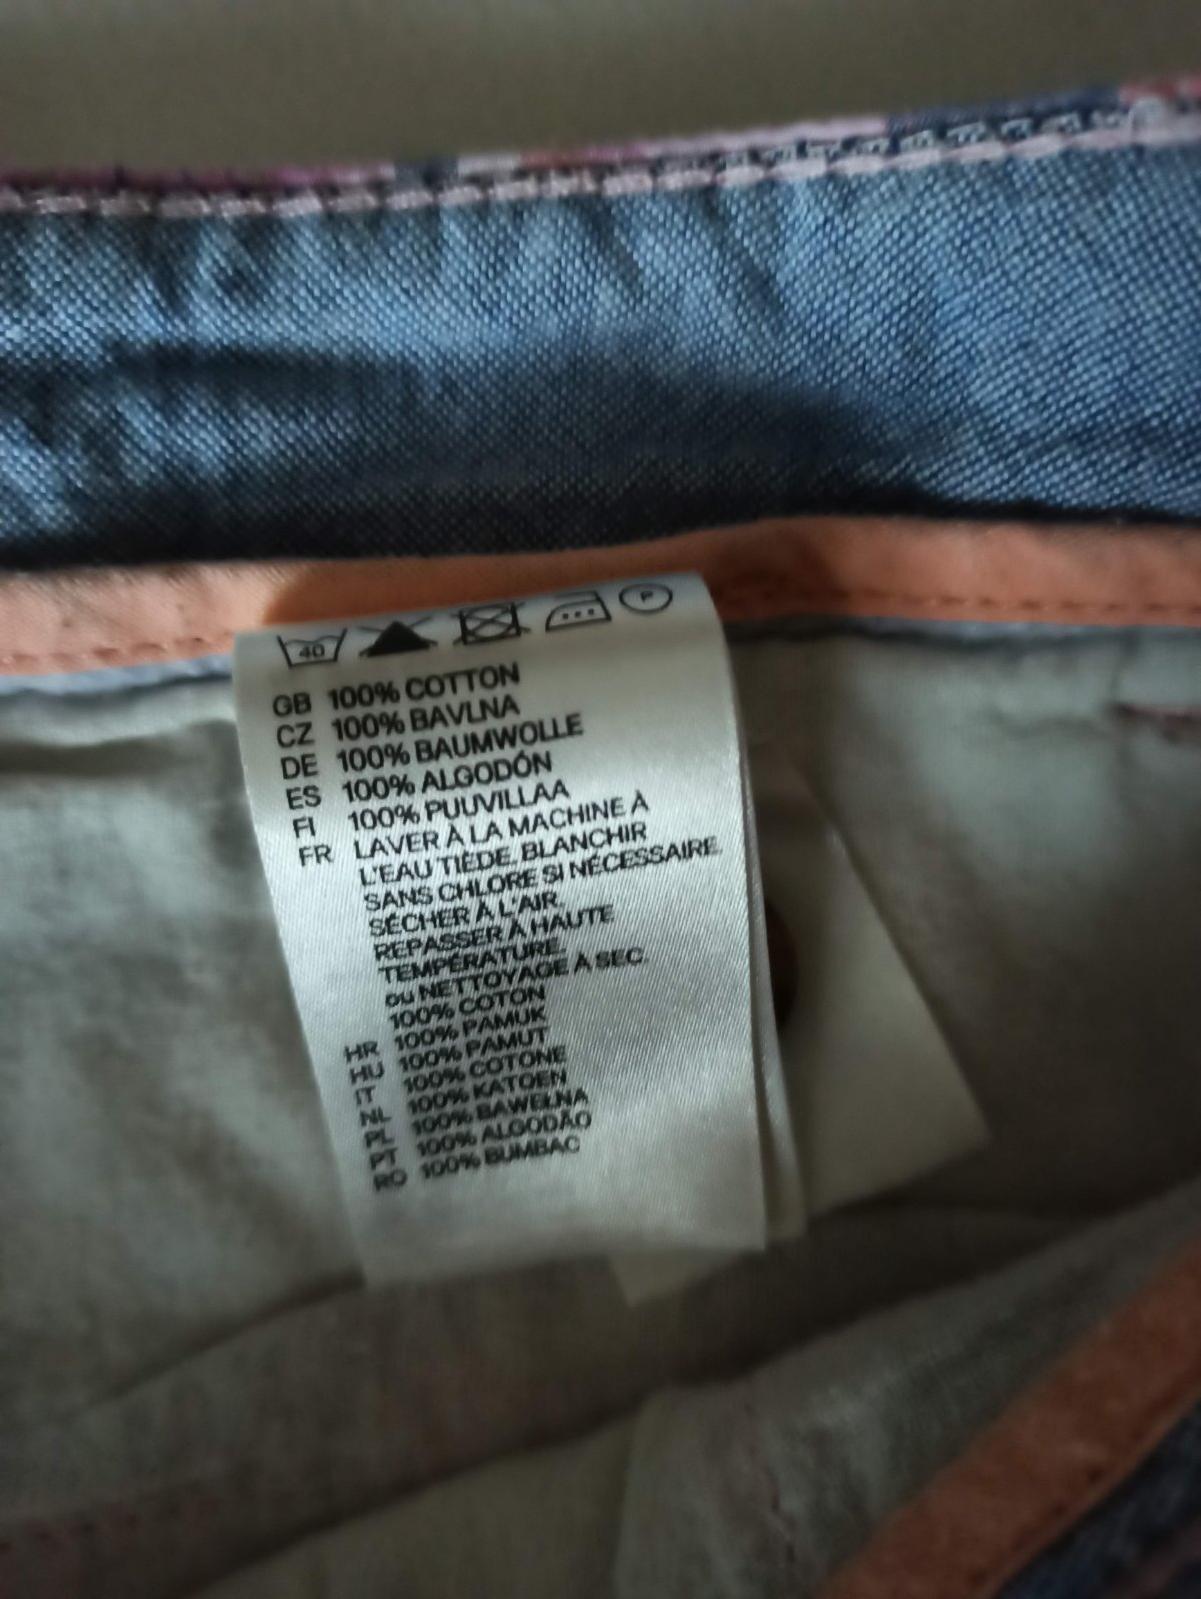 40 P
GB 100% COTTON
CZ 100% BAVLNA
DE 100% BAUMWOLLE
ES 100% ALGODÓN
FI 100% PUUVILLAA
FR LAVER À LA MACHINE À
L'EAU TIÈDE. BLANCHIR
SANS CHLORE SI NÉCESSAIRE.
SÉCHER À L'AIR.
REPASSER À HAUTE
TEMPÉRATURE.
ou NETTOYAGE À SEC.
100% COTON
HR 100% PAMUK
HU 100% PAMUT
IT 100% COTONE
NL 100% KATOEN
PL 100% BAWEŁNA
PT 100% ALGODÃO
RO 100% BUMBAC